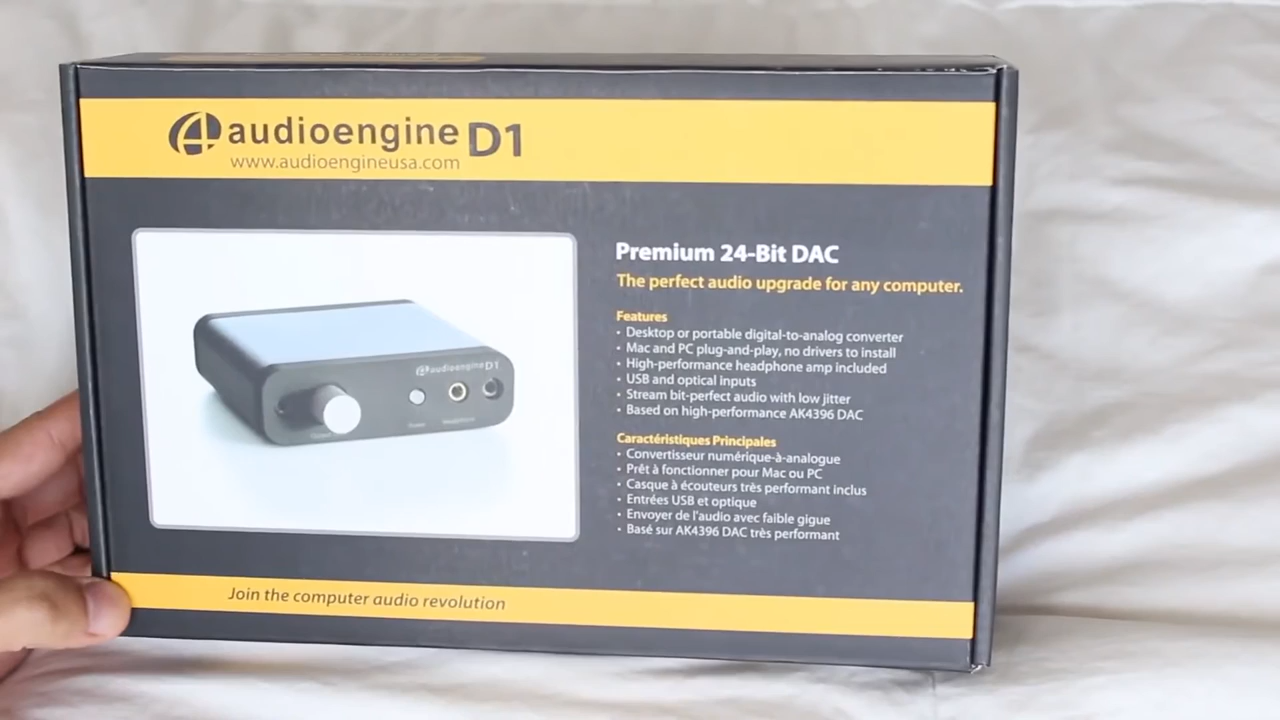 audioengine D1
www.audioengineusa.com
Premium 24-Bit DAC
The perfect audio upgrade for any computer.
audioengine D1
Features
• Desktop or portable digital-to-analog converter
• Mac and PC plug-and-play, no drivers to install
• High-performance headphone amp included
• USB and optical inputs
• Stream bit-perfect audio with low jitter
• Based on high-performance AK4396 DAC
Caractéristiques Principales
• Convertisseur numérique-à-analogue
• Prêt à fonctionner pour Mac ou PC
• Casque à écouteurs très performant inclus
• Entrées USB et optique
• Envoyer de l'audio avec faible gigue
• Basé sur AK4396 DAC très performant
Join the computer audio revolution